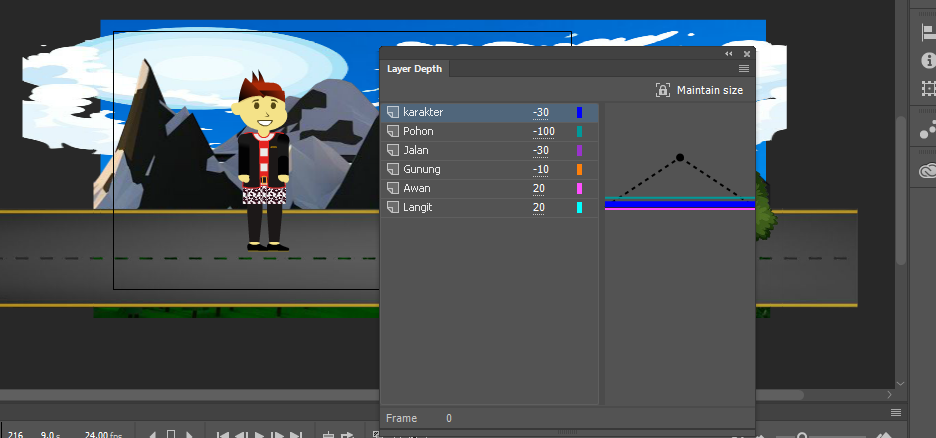 Layer Depth
Maintain size
karakter -30
Pohon -100
Jalan -30
Gunung -10
Awan 20
Langit 20
Frame 0
216 9.0 s 24.00 fps